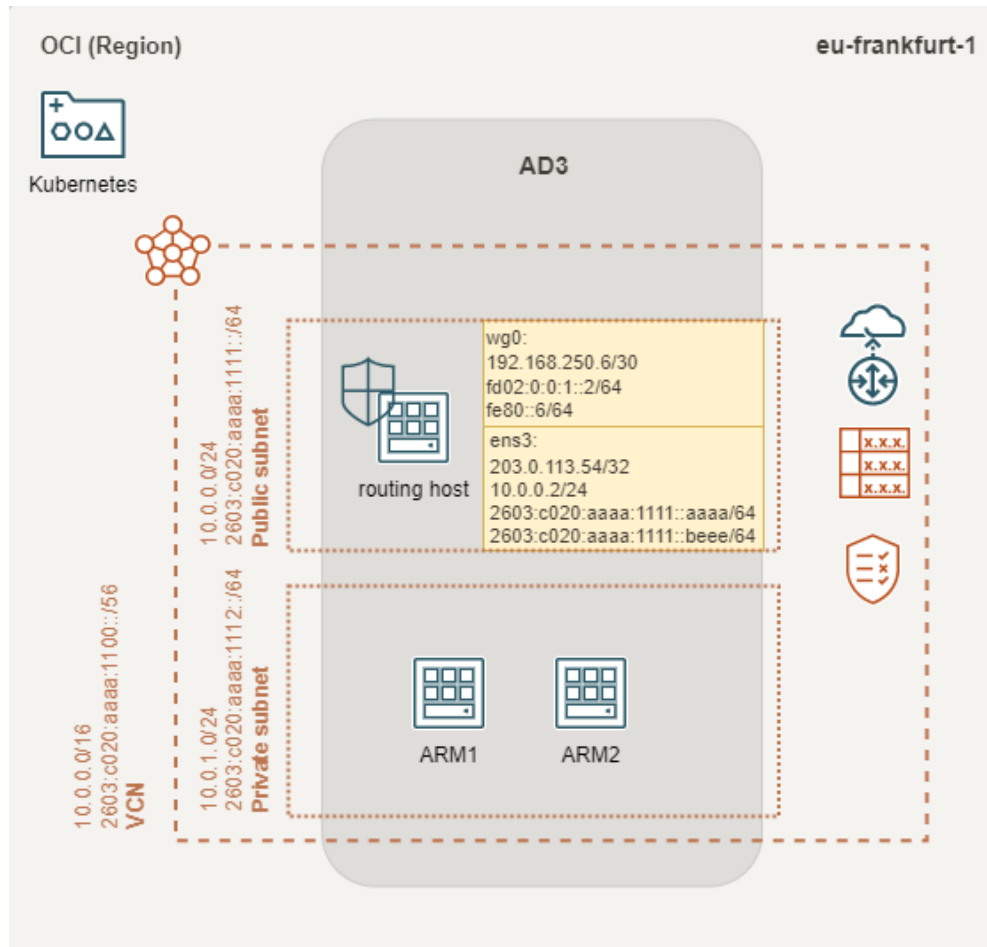 OCI (Region)
eu-frankfurt-1
Kubernetes
AD3
wg0:
192.168.250.6/30
fd02:0:0:1::2/64
fe80::6/64
ens3:
203.0.113.54/32
10.0.0.2/24
2603:c020:aaaa:1111::aaaa/64
2603:c020:aaaa:1111::beee/64
routing host
10.0.0.0/24
2603:c020:aaaa:1111::/64
Public subnet
x.x.x.
x.x.x.
x.x.x.
10.0.1.0/24
2603:c020:aaaa:1112::/64
Private subnet
ARM1
ARM2
10.0.0.0/16
2603:c020:aaaa:1100::/56
VCN